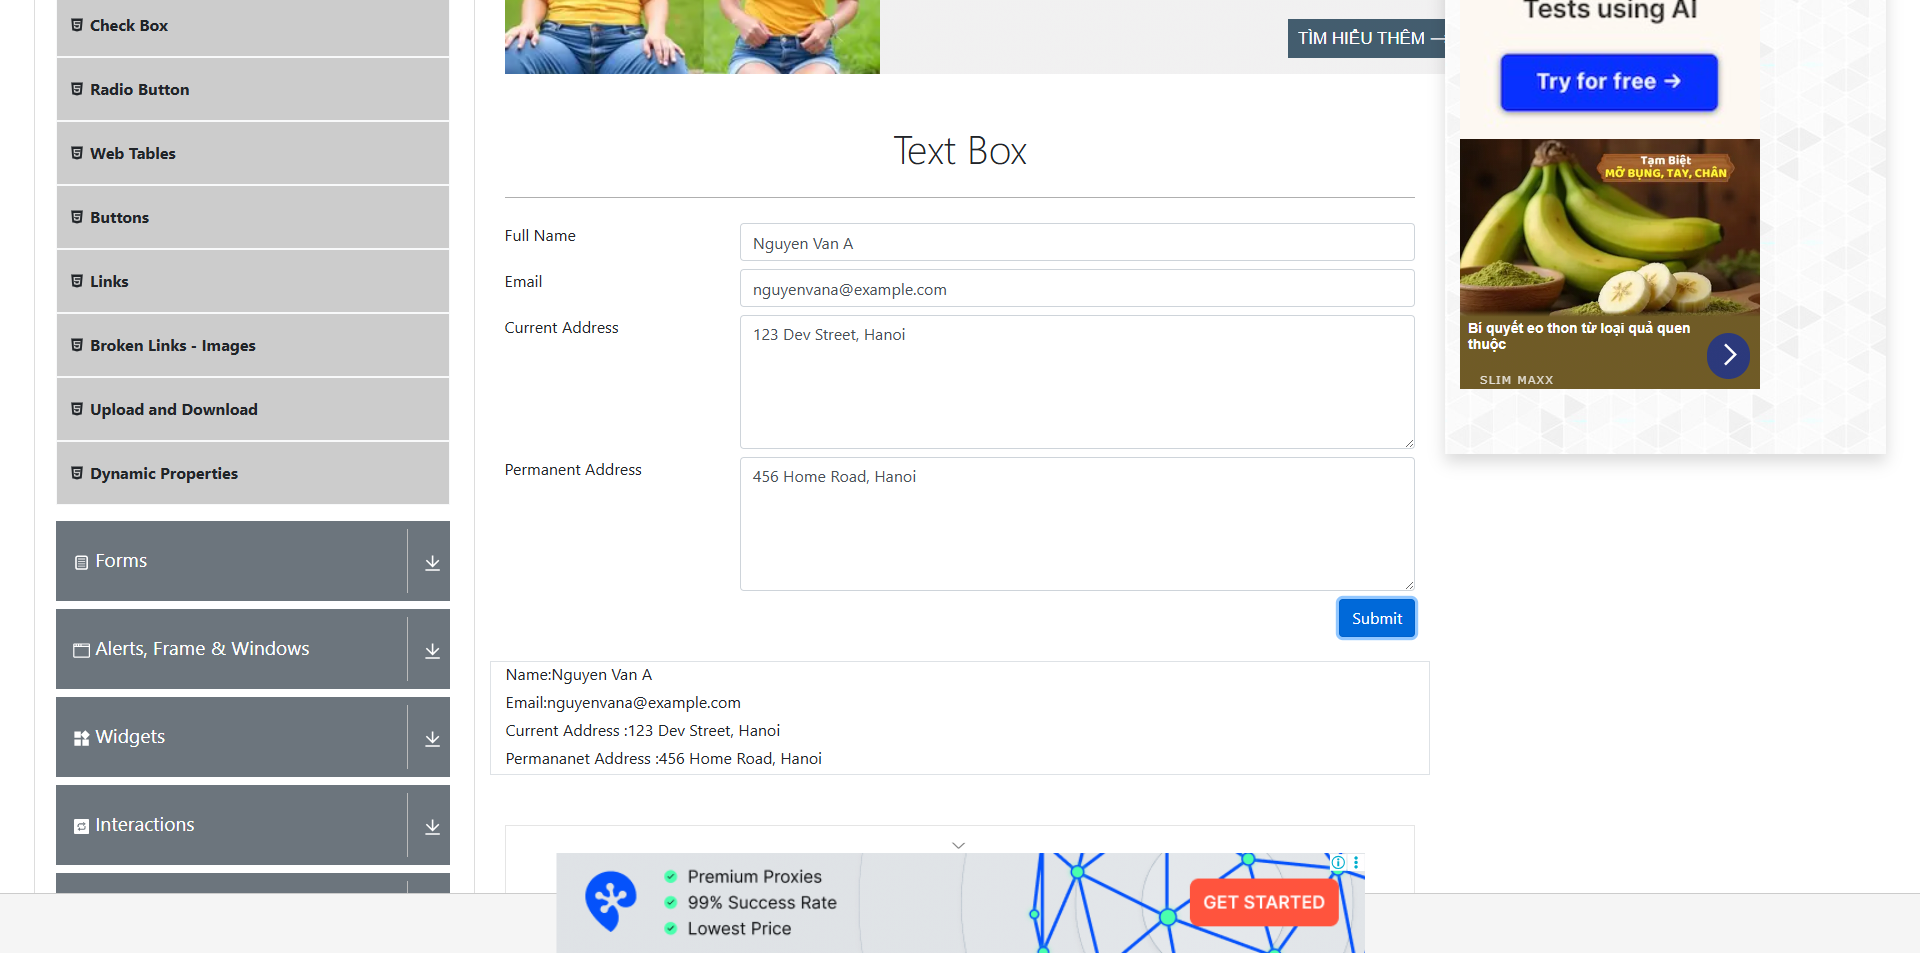 Check Box
Radio Button
Web Tables
Buttons
Links
Broken Links - Images
Upload and Download
Dynamic Properties
Forms
Alerts, Frame & Windows
Widgets
Interactions
TÌM HIỂU THÊM
Text Box
Full Name
Nguyen Van A
Email
nguyenvana@example.com
Current Address
123 Dev Street, Hanoi
Permanent Address
456 Home Road, Hanoi
Submit
Name:Nguyen Van A
Email:nguyenvana@example.com
Current Address :123 Dev Street, Hanoi
Permananet Address :456 Home Road, Hanoi
Premium Proxies
99% Success Rate
Lowest Price
GET STARTED
Tests using AI
Try for free →
Tạm Biệt
MỠ BỤNG, TAY, CHÂN
Bí quyết eo thon từ loại quả quen
thuộc
SLIM MAXX